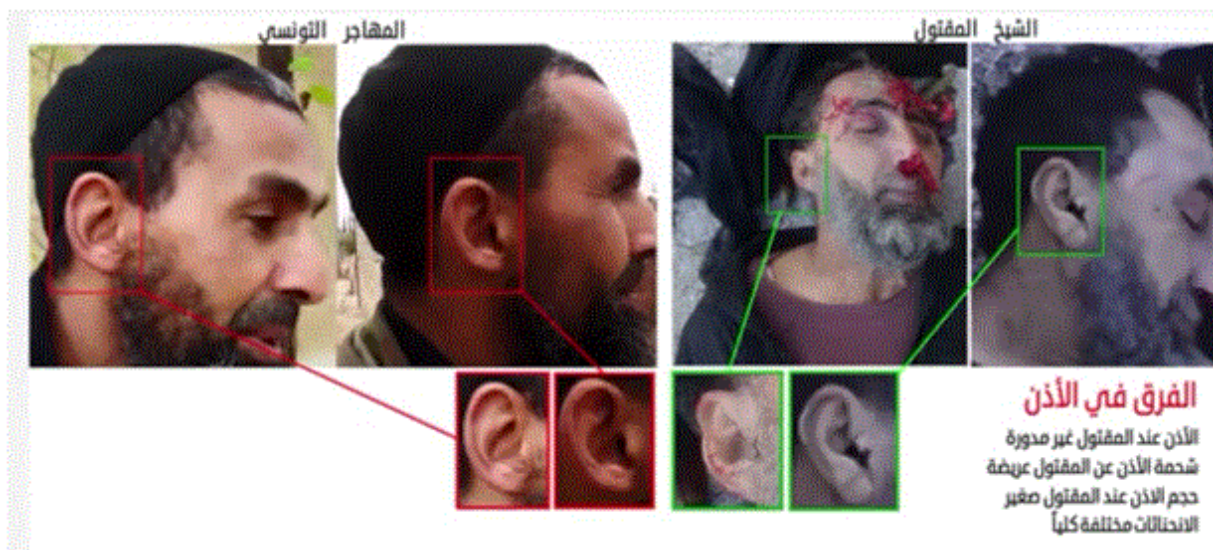 الشيخ المقتول
المهاجر التونسي
الفرق في الأذن
الأذن عند المقتول غير مدورة
شحمة الأذن عن المقتول عريضة
حجم الاذن عند المقتول صغير
الانحناءات مختلفة كلياً